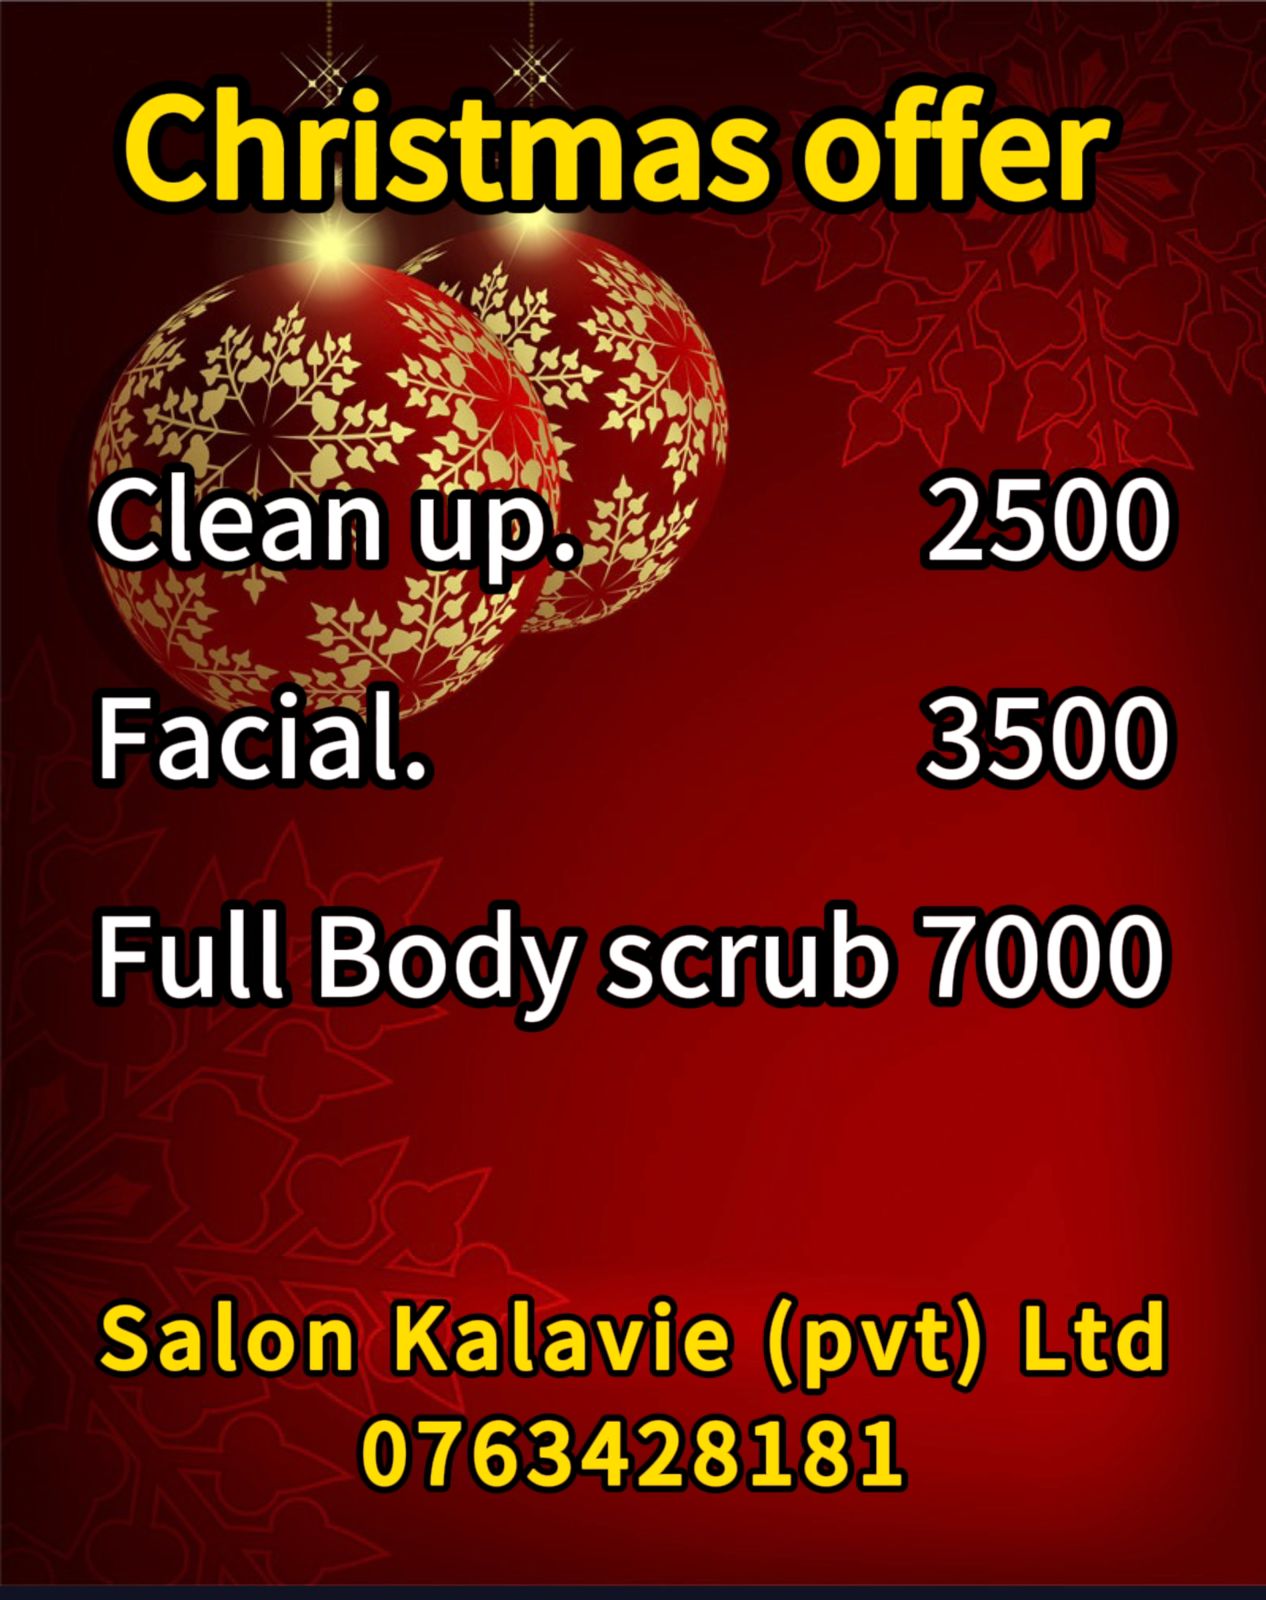 Christmas offer
Clean up. 2500
Facial. 3500
Full Body scrub 7000
Salon Kalavie (pvt) Ltd
0763428181